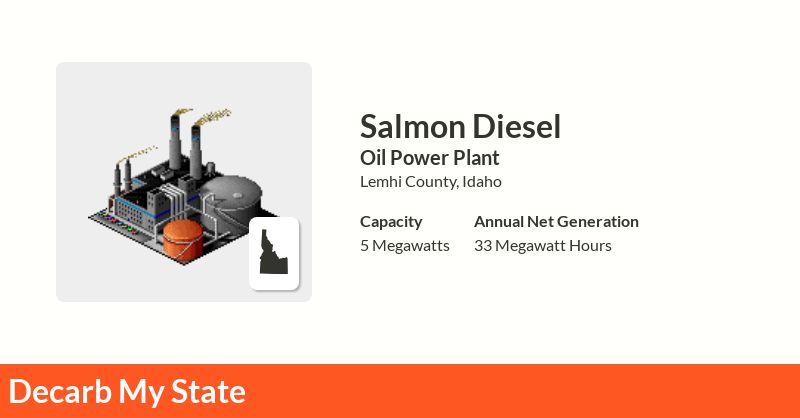 Salmon Diesel
Oil Power Plant
Lemhi County, Idaho
Capacity
Annual Net Generation
5 Megawatts
33 Megawatt Hours
Decarb My State